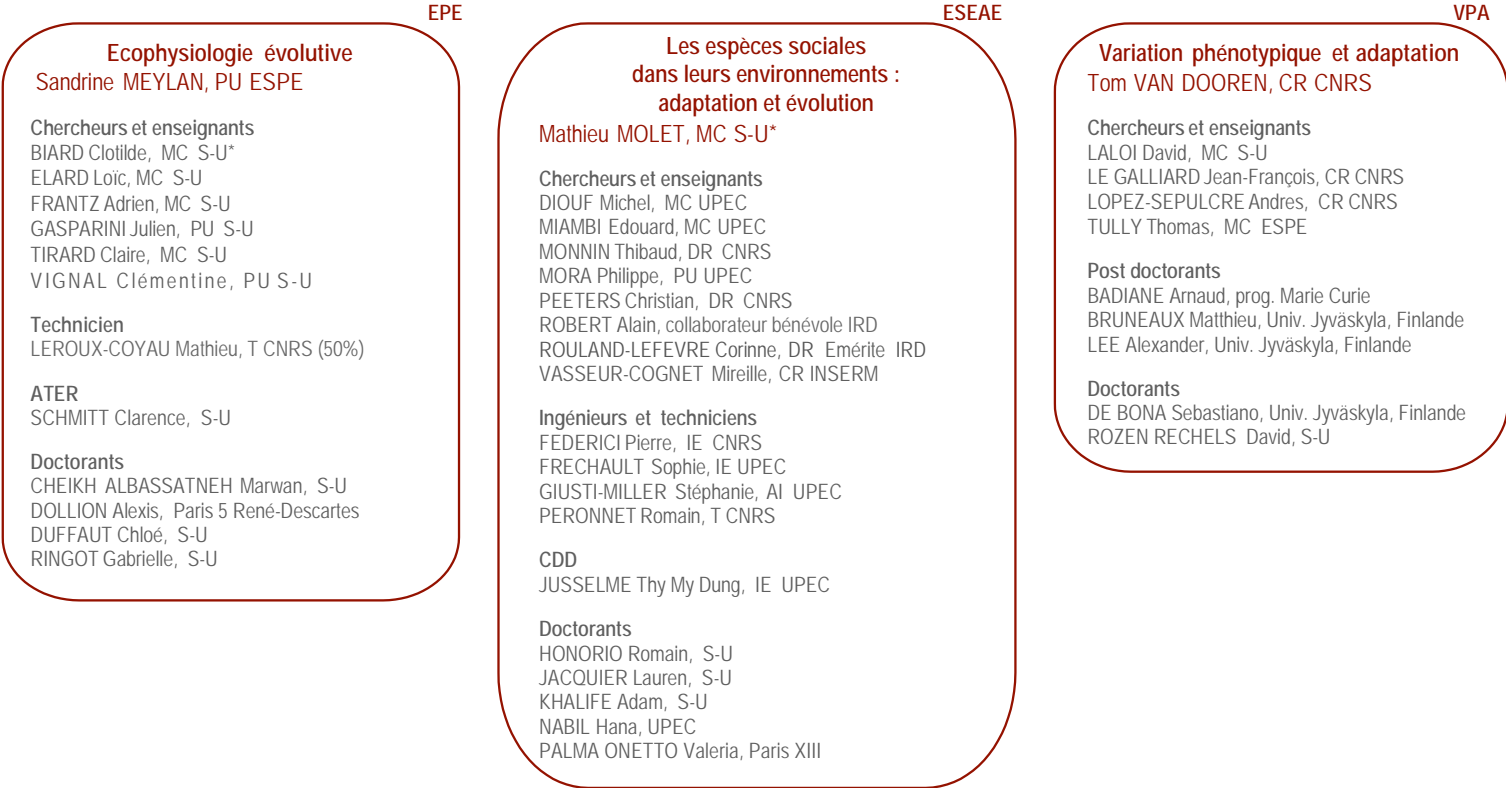 EPE
Ecophysiologie évolutive
Sandrine MEYLAN, PU ESPE
Chercheurs et enseignants
BIARD Clotilde, MC S-U*
ELARD Loïc, MC S-U
FRANTZ Adrien, MC S-U
GASPARINI Julien, PU S-U
TIRARD Claire, MC S-U
VIGNAL Clémentine, PU S-U
Technicien
LEROUX-COYAU Mathieu, T CNRS (50%)
ATER
SCHMITT Clarence, S-U
Doctorants
CHEIKH ALBASSATNEH Marwan, S-U
DOLLION Alexis, Paris 5 René-Descartes
DUFFAUT Chloé, S-U
RINGOT Gabrielle, S-U
ESEAE
Les espèces sociales
dans leurs environnements :
adaptation et évolution
Mathieu MOLET, MC S-U*
Chercheurs et enseignants
DIOUF Michel, MC UPEC
MIAMBI Edouard, MC UPEC
MONNIN Thibaud, DR CNRS
MORA Philippe, PU UPEC
PEETERS Christian, DR CNRS
ROBERT Alain, collaborateur bénévole IRD
ROULAND-LEFEVRE Corinne, DR Emérite IRD
VASSEUR-COGNET Mireille, CR INSERM
Ingénieurs et techniciens
FEDERICI Pierre, IE CNRS
FRECHAULT Sophie, IE UPEC
GIUSTI-MILLER Stéphanie, AI UPEC
PERONNET Romain, T CNRS
CDD
JUSSELME Thy My Dung, IE UPEC
Doctorants
HONORIO Romain, S-U
JACQUIER Lauren, S-U
KHALIFE Adam, S-U
NABIL Hana, UPEC
PALMA ONETTO Valeria, Paris XIII
VPA
Variation phénotypique et adaptation
Tom VAN DOOREN, CR CNRS
Chercheurs et enseignants
LALOI David, MC S-U
LE GALLIARD Jean-François, CR CNRS
LOPEZ-SEPULCRE Andres, CR CNRS
TULLY Thomas, MC ESPE
Post doctorants
BADIANE Arnaud, prog. Marie Curie
BRUNEAUX Matthieu, Univ. Jyväskyla, Finlande
LEE Alexander, Univ. Jyväskyla, Finlande
Doctorants
DE BONA Sebastiano, Univ. Jyväskyla, Finlande
ROZEN RECHELS David, S-U